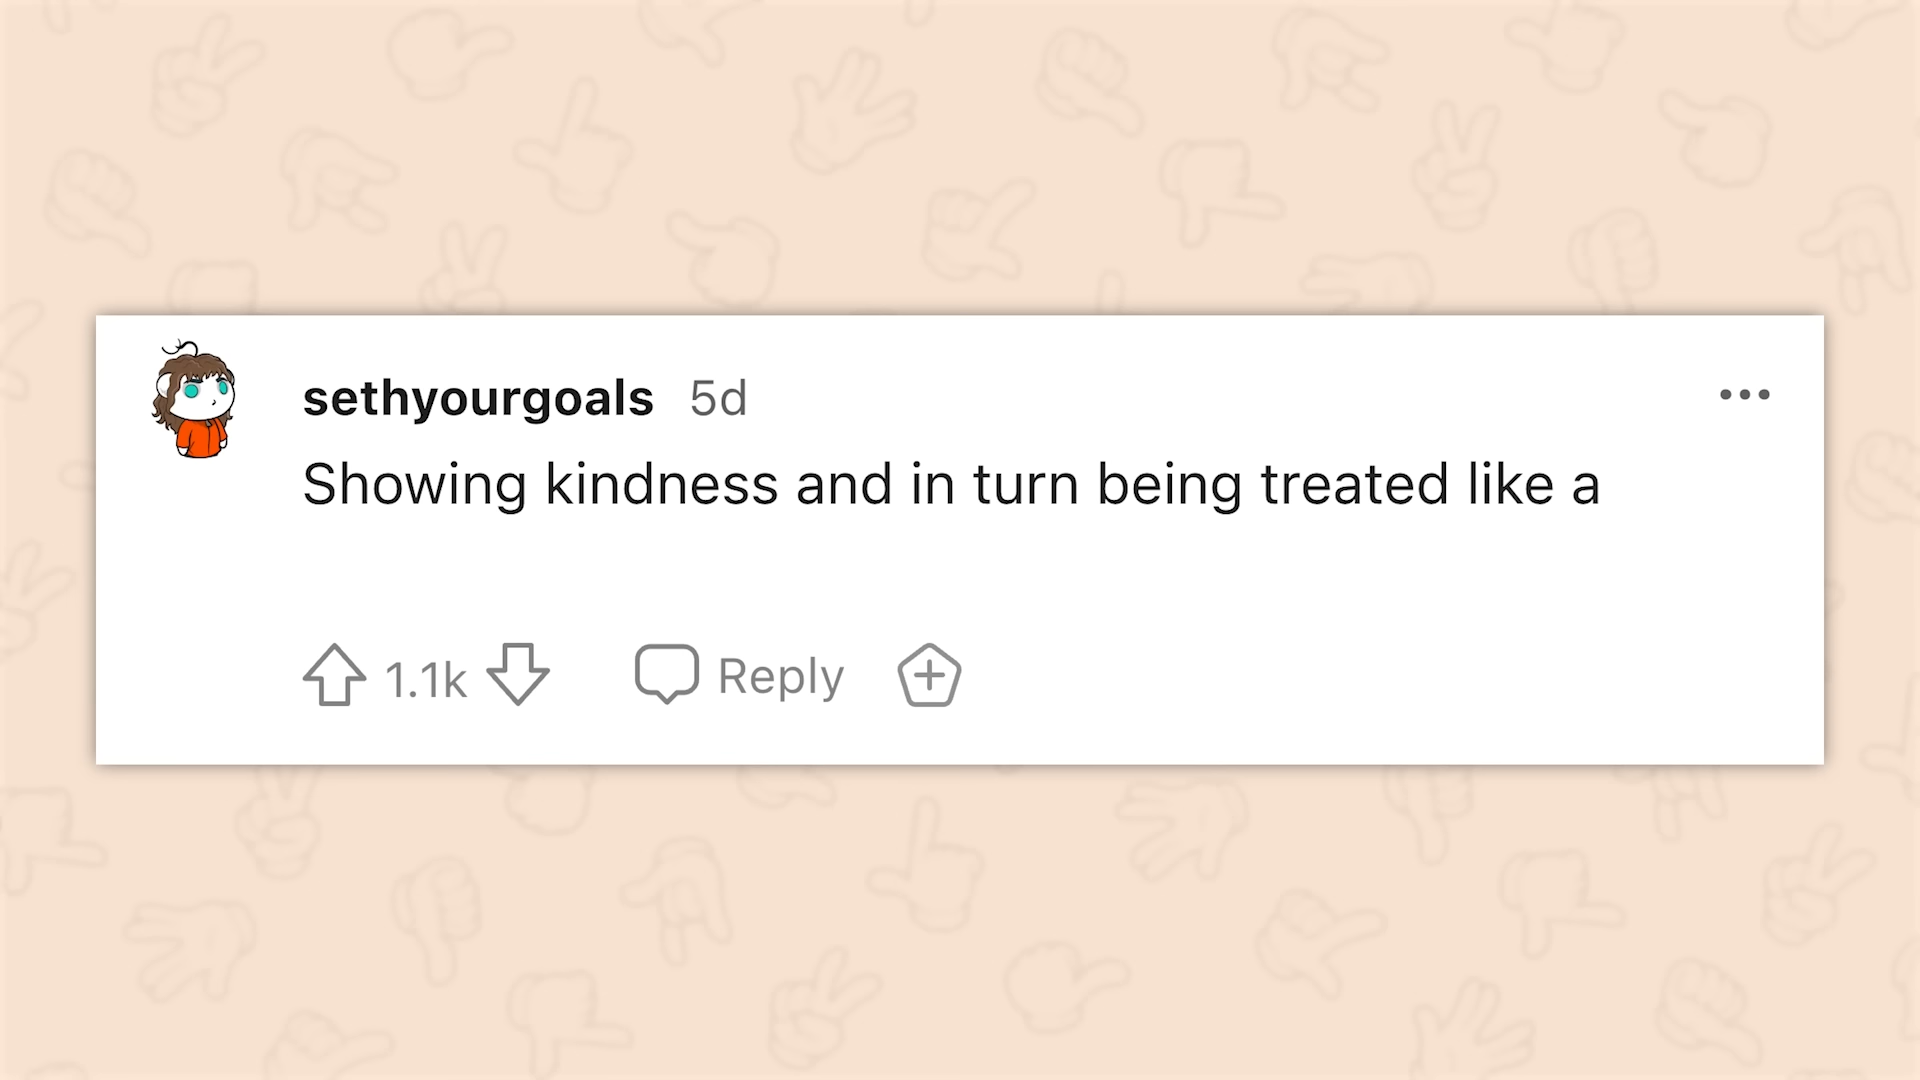 sethyourgoals 5d
Showing kindness and in turn being treated like a
1.1k Reply